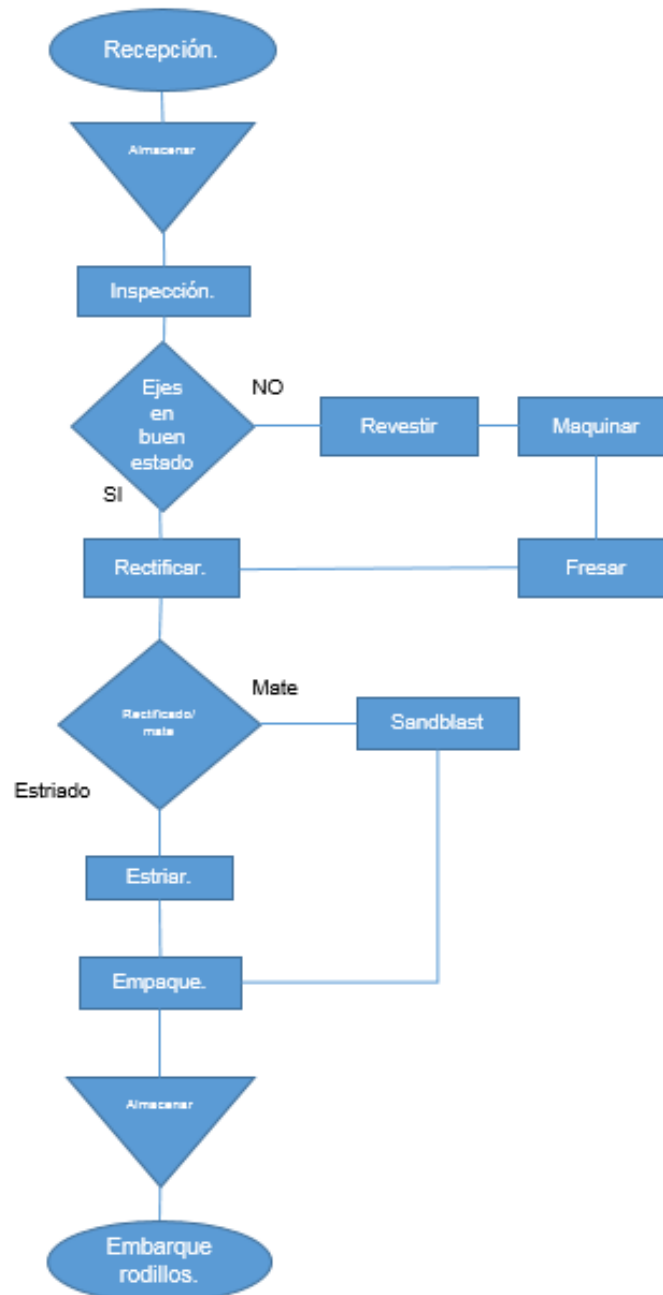 Recepción.
Almacenar
Inspección.
Ejes
en
buen
estado
NO
Revestir
Maquinar
SI
Rectificar.
Fresar
Rectificado/
mate
Mate
Sandblast
Estriado
Estriar.
Empaque.
Almacenar
Embarque
rodillos.